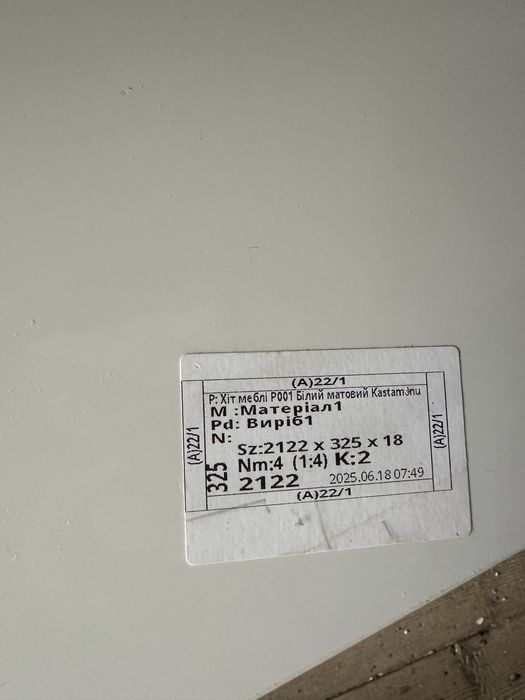 (A)22/1
P: Хіт меблі P001 Білий матовий Kastamonu
M :Матеріал1
Pd: Виріб1
N:
Sz:2122 x 325 x 18
Nm:4 (1:4) K:2
2122 2025.06.18 07:49
325
(A)22/1
(A)22/1
(A)22/1